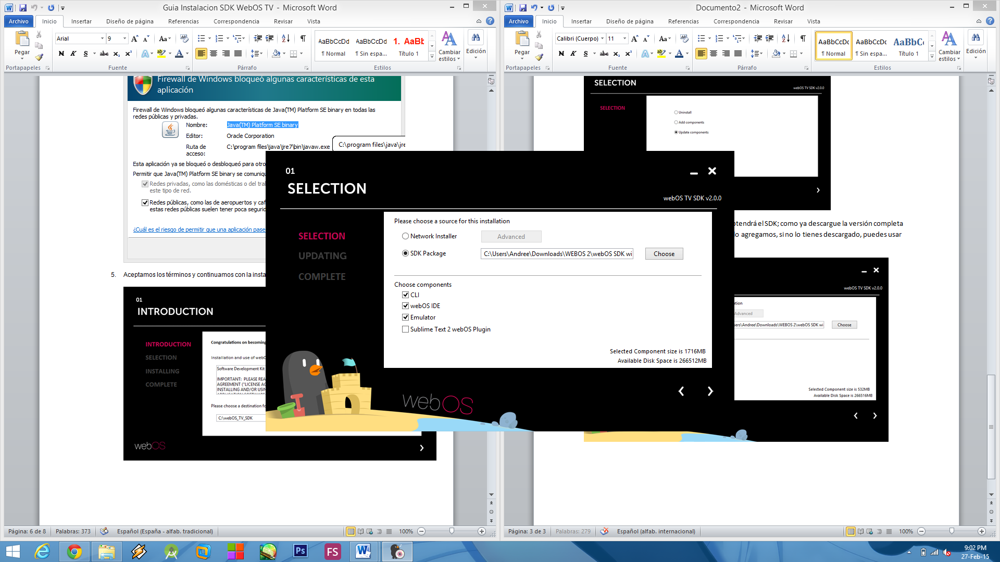 Guia Instalacion SDK WebOS TV - Microsoft Word
Archivo Inicio Insertar Diseño de página Referencias Correspondencia Revisar Vista
Arial 9
Pegar
N K S abc x₂ x²
AaBbCcDd AaBbCcDd 1. AaBb
¶ Normal ¶ Sin espa... Título 1
Cambiar estilos
Edición
Portapapeles Fuente Párrafo Estilos
Firewall de Windows bloqueó algunas características de esta
aplicación
Firewall de Windows bloqueó algunas características de Java(TM) Platform SE binary en todas las
redes públicas y privadas.
Nombre: Java(TM) Platform SE binary
Editor: Oracle Corporation
Ruta de acceso: C:\program files\java\jre7\bin\javaw.exe
C:\program files\java\jre
Esta aplicación ya se bloqueó o desbloqueó para otro
Permitir que Java(TM) Platform SE binary se comuniqu
Redes privadas, como las domésticas o del tra
este tipo de red.
Redes públicas, como las de aeropuertos y caf
estas redes públicas suelen tener poca segurid
¿Cuál es el riesgo de permitir que una aplicación pase
5. Aceptamos los términos y continuamos con la insta
01
INTRODUCTION
INTRODUCTION
SELECTION
INSTALLING
COMPLETE
Congratulations on becoming
Installation and use of webO
Software Development Kit
IMPORTANT: PLEASE REA
AGREEMENT ("LICENSE AG
INSTALLING AND/OR USIN
Please choose a destination fo
C:\webOS_TV_SDK
webOS
Página: 6 de 8 Palabras: 373 Español (España - alfab. tradicional) 100%
Documento2 - Microsoft Word
Archivo Inicio Insertar Diseño de página Referencias Correspondencia Revisar Vista
Calibri (Cuerpo) 11
Pegar
N K S abc x₂ x²
AaBbCcDc AaBbCcDc AaBbCc
¶ Normal ¶ Sin espa... Título 1
Cambiar estilos
Edición
Portapapeles Fuente Párrafo Estilos
SELECTION
webOS TV SDK v2.0.0
SELECTION
Uninstall
Add components
Update components
otendrá el SDK; como ya descargue la versión completa
lo agregamos, si no lo tienes descargado, puedes usar
webOS TV SDK v2.0.0
ation
Advanced
sers\Andree\Downloads\WEBOS 2\webOS SDK wi
Choose
Selected Component size is 532MB
Available Disk Space is 266516MB
Página: 3 de 3 Palabras: 279 Español (alfab. internacional) 100%
01
SELECTION
webOS TV SDK v2.0.0
SELECTION
UPDATING
COMPLETE
Please choose a source for this installation
Network Installer Advanced
SDK Package C:\Users\Andree\Downloads\WEBOS 2\webOS SDK wi Choose
Choose components
CLI
webOS IDE
Emulator
Sublime Text 2 webOS Plugin
Selected Component size is 1716MB
Available Disk Space is 266512MB
webOS
Ps
FS
9:02 PM
27-Feb-15